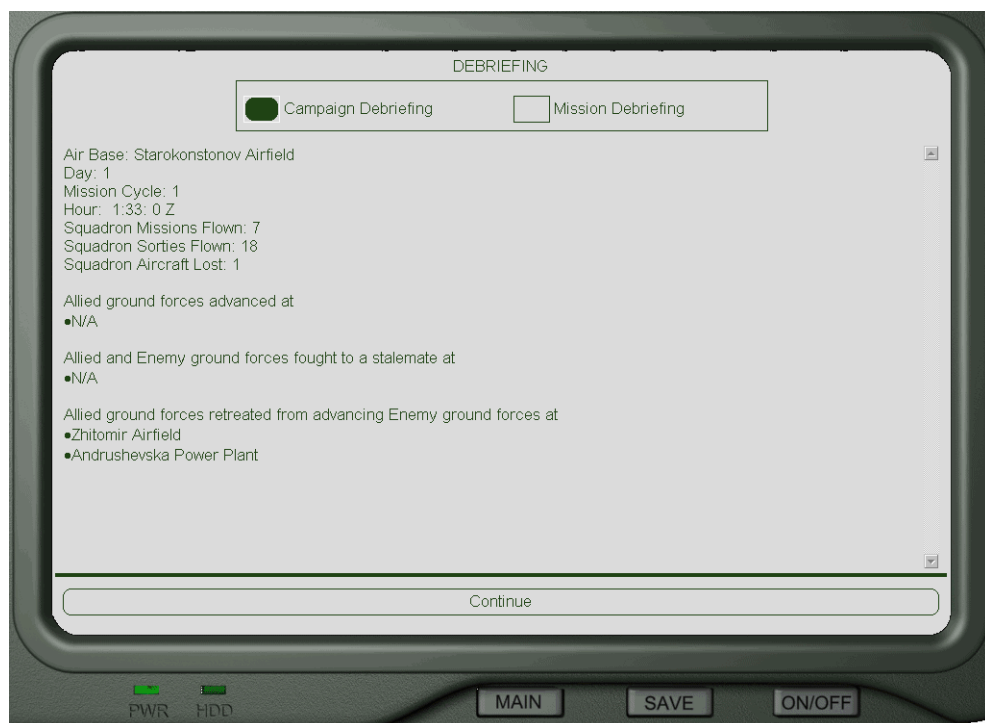 DEBRIEFING
Campaign Debriefing
Mission Debriefing
Air Base: Starokonstonov Airfield
Day: 1
Mission Cycle: 1
Hour: 1:33: 0 Z
Squadron Missions Flown: 7
Squadron Sorties Flown: 18
Squadron Aircraft Lost: 1
Allied ground forces advanced at
•N/A
Allied and Enemy ground forces fought to a stalemate at
•N/A
Allied ground forces retreated from advancing Enemy ground forces at
•Zhitomir Airfield
•Andrushevska Power Plant
Continue
PWR
HDD
MAIN
SAVE
ON/OFF